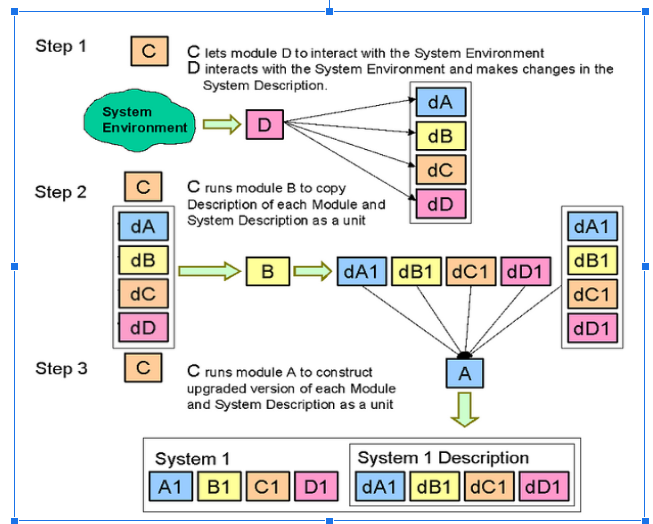 Step 1
C
C lets module D to interact with the System Environment
D interacts with the System Environment and makes changes in the
System Description.
System
Environment
D
dA
dB
dC
dD
Step 2
C
C runs module B to copy
Description of each Module and
System Description as a unit
dA
dB
dC
dD
B
dA1 dB1 dC1 dD1
dA1
dB1
dC1
dD1
Step 3
C
C runs module A to construct
upgraded version of each Module
and System Description as a unit
A
System 1
A1 B1 C1 D1
System 1 Description
dA1 dB1 dC1 dD1